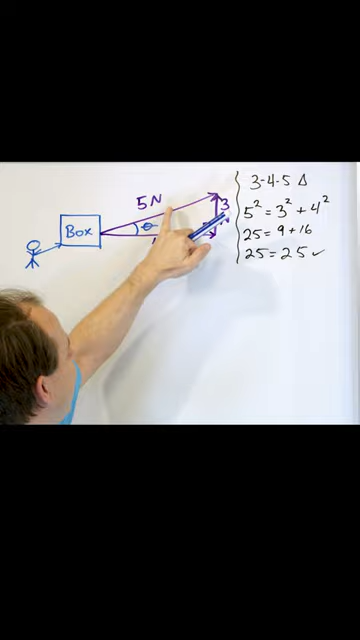 5N
3
Box
θ
3-4-5 Δ
5² = 3² + 4²
25 = 9 + 16
25 = 25 ✓